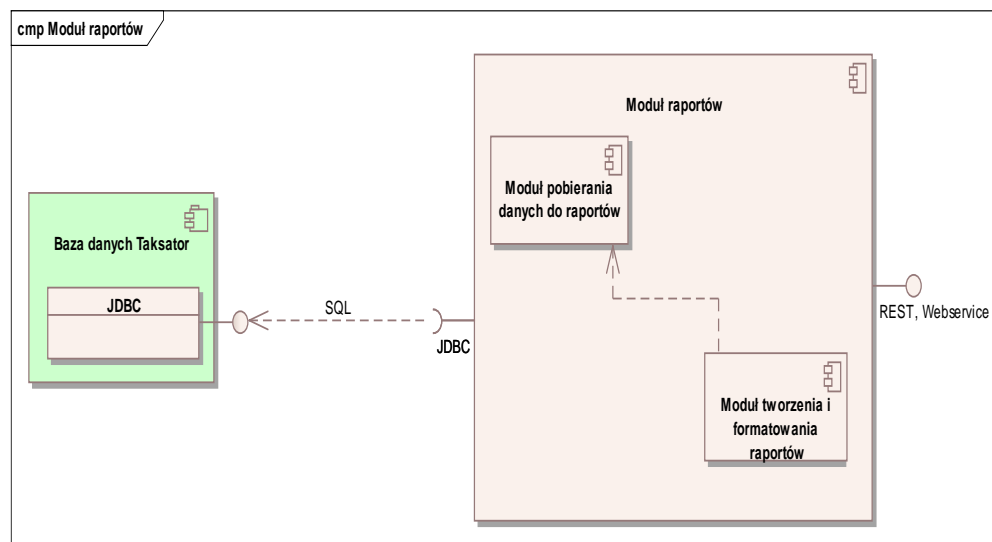 cmp Moduł raportów
Moduł raportów
Moduł pobierania
danych do raportów
Baza danych Taksator
JDBC
SQL
JDBC
REST, Webservice
Moduł tworzenia i
formatowania
raportów